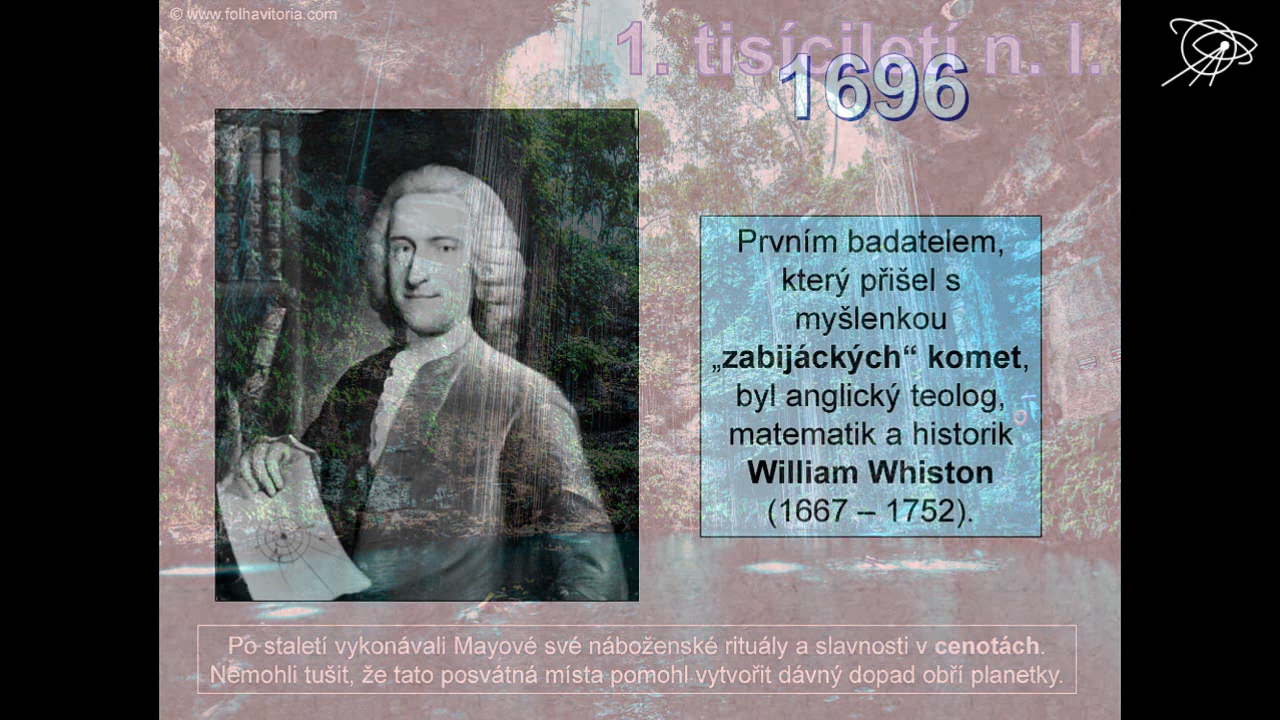 © www.folhavitoria.com
1. tisíciletí n. l.
1696
Prvním badatelem,
který přišel s
myšlenkou
„zabijáckých“ komet,
byl anglický teolog,
matematik a historik
William Whiston
(1667 – 1752).
Po staletí vykonávali Mayové své náboženské rituály a slavnosti v cenotách.
Nemohli tušit, že tato posvátná místa pomohl vytvořit dávný dopad obří planetky.